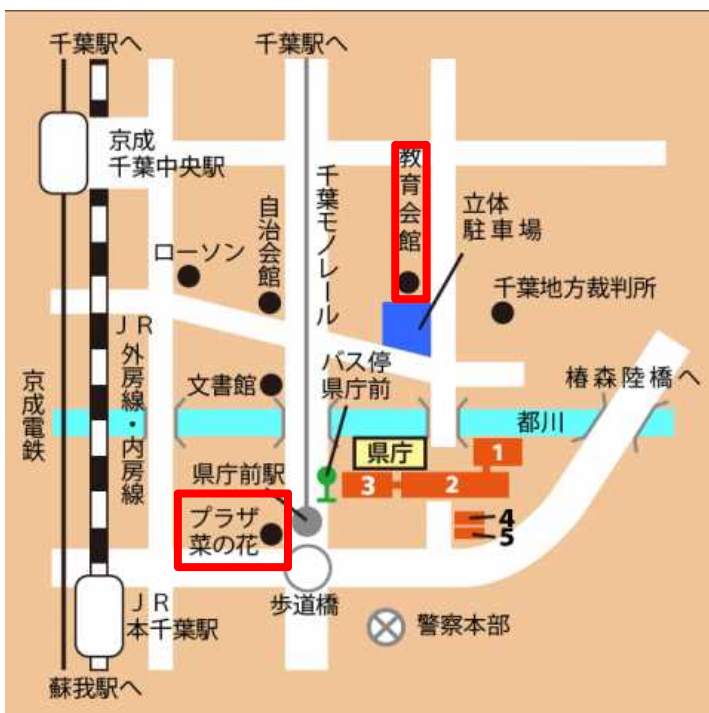 千葉駅へ
千葉駅へ
京成
千葉中央駅
教育会館
千葉モノレール
自治会館
立体
駐車場
ローソン
千葉地方裁判所
ＪＲ
外房線・内房線
バス停
県庁前
京成電鉄
文書館
椿森陸橋へ
都川
県庁
1
県庁前駅
3
2
プラザ
菜の花
4
5
ＪＲ
本千葉駅
歩道橋
警察本部
蘇我駅へ